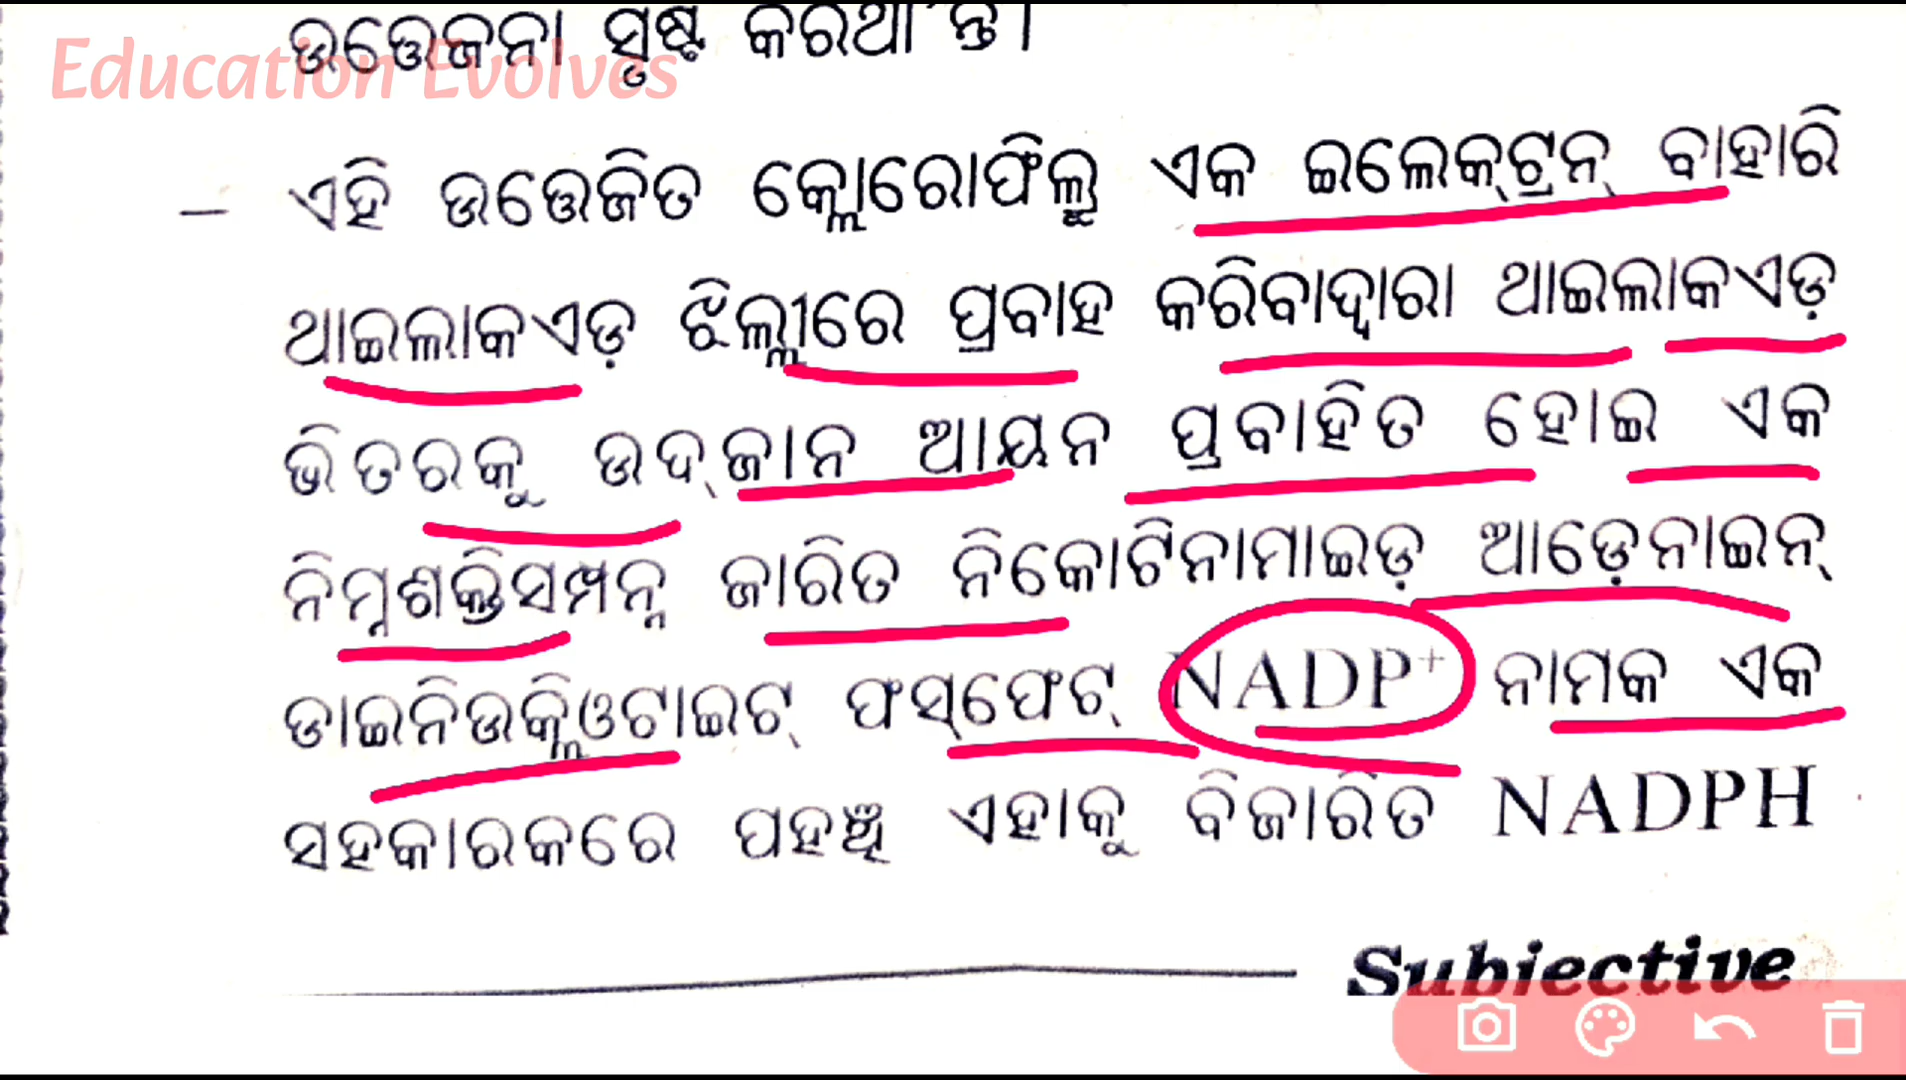 ଉତ୍ତେଜନା ସୃଷ୍ଟି କରିଥା'ନ୍ତି ।
Education Evolves
— ଏହି ଉତ୍ତେଜିତ କ୍ଲୋରୋଫିଲ୍ରୁ ଏକ ଇଲେକ୍ଟ୍ରନ୍ ବାହାରି
ଥାଇଲାକଏଡ଼ ଝିଲ୍ଲୀରେ ପ୍ରବାହ କରିବାଦ୍ୱାରା ଥାଇଲାକଏଡ଼
ଭିତରକୁ ଉଦ୍‌ଜାନ ଆୟନ ପ୍ରବାହିତ ହୋଇ ଏକ
ନିମ୍ନଶକ୍ତିସମ୍ପନ୍ନ ଜାରିତ ନିକୋଟିନାମାଇଡ଼ ଆଡ଼େନାଇନ୍
ଡାଇନିଉକ୍ଲିଓଟାଇଟ୍ ଫସ୍‌ଫେଟ୍ NADP⁺ ନାମକ ଏକ
ସହକାରକରେ ପହଞ୍ଚି ଏହାକୁ ବିଜାରିତ NADPH
Subjective